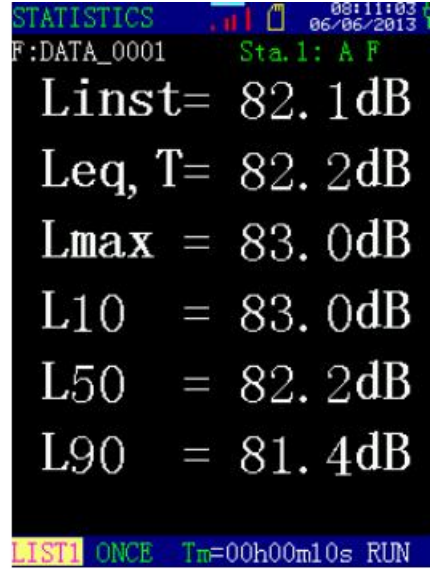 STATISTICS 08:11:03
06/06/2013
F:DATA_0001 Sta.1: A F
Linst= 82.1dB
Leq,T= 82.2dB
Lmax = 83.0dB
L10 = 83.0dB
L50 = 82.2dB
L90 = 81.4dB
LIST1 ONCE Tm=00h00m10s RUN